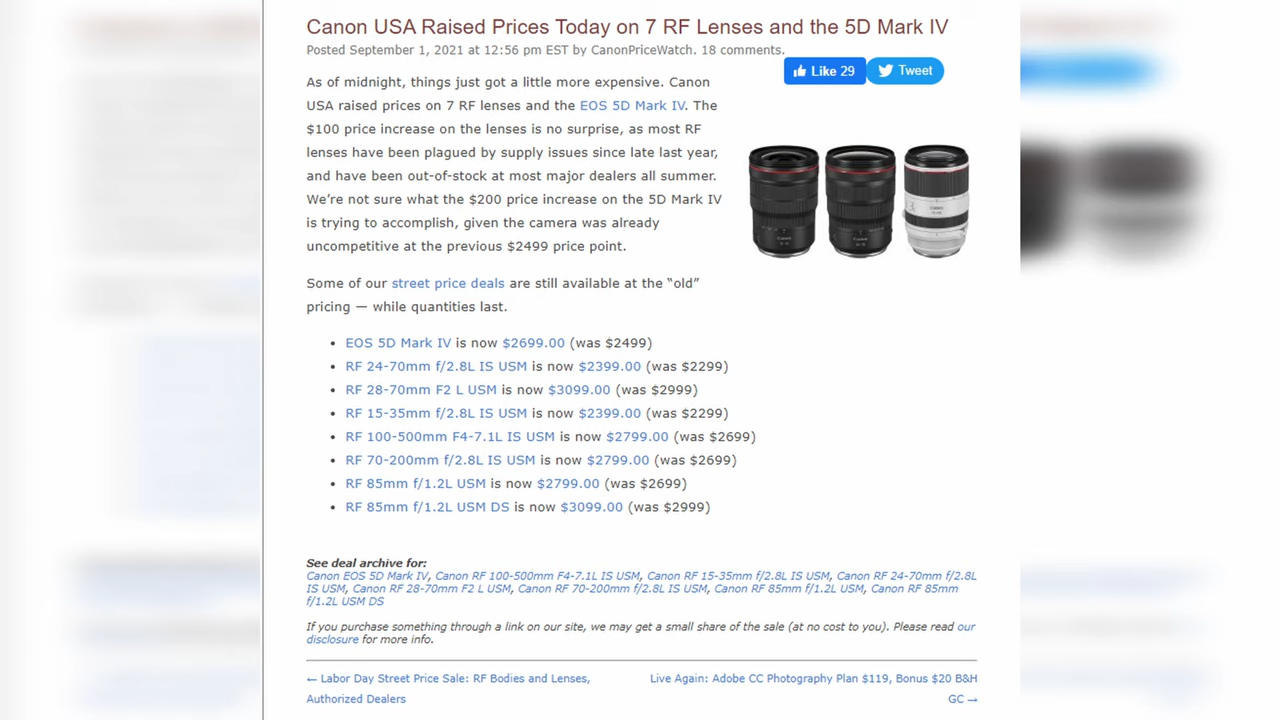 Canon USA Raised Prices Today on 7 RF Lenses and the 5D Mark IV
Posted September 1, 2021 at 12:56 pm EST by CanonPriceWatch. 18 comments.
Like 29
Tweet
As of midnight, things just got a little more expensive. Canon
USA raised prices on 7 RF lenses and the EOS 5D Mark IV. The
$100 price increase on the lenses is no surprise, as most RF
lenses have been plagued by supply issues since late last year,
and have been out-of-stock at most major dealers all summer.
We’re not sure what the $200 price increase on the 5D Mark IV
is trying to accomplish, given the camera was already
uncompetitive at the previous $2499 price point.
Some of our street price deals are still available at the “old”
pricing — while quantities last.
• EOS 5D Mark IV is now $2699.00 (was $2499)
• RF 24-70mm f/2.8L IS USM is now $2399.00 (was $2299)
• RF 28-70mm F2 L USM is now $3099.00 (was $2999)
• RF 15-35mm f/2.8L IS USM is now $2399.00 (was $2299)
• RF 100-500mm F4-7.1L IS USM is now $2799.00 (was $2699)
• RF 70-200mm f/2.8L IS USM is now $2799.00 (was $2699)
• RF 85mm f/1.2L USM is now $2799.00 (was $2699)
• RF 85mm f/1.2L USM DS is now $3099.00 (was $2999)
See deal archive for:
Canon EOS 5D Mark IV, Canon RF 100-500mm F4-7.1L IS USM, Canon RF 15-35mm f/2.8L IS USM, Canon RF 24-70mm f/2.8L
IS USM, Canon RF 28-70mm F2 L USM, Canon RF 70-200mm f/2.8L IS USM, Canon RF 85mm f/1.2L USM, Canon RF 85mm
f/1.2L USM DS
If you purchase something through a link on our site, we may get a small share of the sale (at no cost to you). Please read our
disclosure for more info.
← Labor Day Street Price Sale: RF Bodies and Lenses,
Authorized Dealers
Live Again: Adobe CC Photography Plan $119, Bonus $20 B&H
GC →